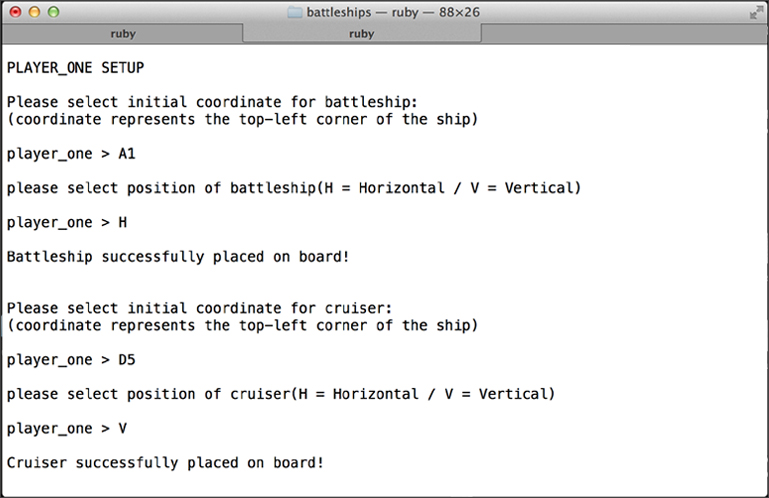 battleships — ruby — 88×26
ruby
ruby
PLAYER_ONE SETUP
Please select initial coordinate for battleship:
(coordinate represents the top-left corner of the ship)
player_one > A1
please select position of battleship(H = Horizontal / V = Vertical)
player_one > H
Battleship successfully placed on board!
Please select initial coordinate for cruiser:
(coordinate represents the top-left corner of the ship)
player_one > D5
please select position of cruiser(H = Horizontal / V = Vertical)
player_one > V
Cruiser successfully placed on board!